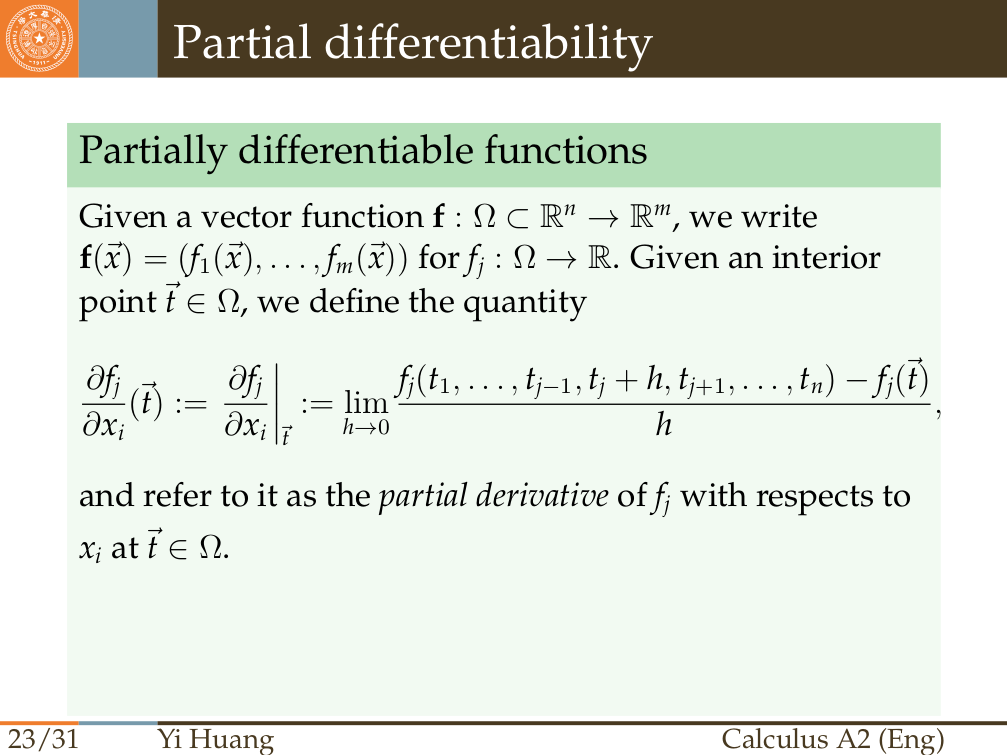 Partial differentiability
Partially differentiable functions
Given a vector function f : Ω ⊂ ℝⁿ → ℝᵐ, we write
f(x⃗) = (f₁(x⃗), . . . , fₘ(x⃗)) for fⱼ : Ω → ℝ. Given an interior
point t⃗ ∈ Ω, we define the quantity
∂fⱼ/∂xᵢ (t⃗) := ∂fⱼ/∂xᵢ |_t⃗ := lim_{h→0} (fⱼ(t₁, . . . , tⱼ₋₁, tⱼ + h, tⱼ₊₁, . . . , tₙ) − fⱼ(t⃗))/h,
and refer to it as the partial derivative of fⱼ with respects to
xᵢ at t⃗ ∈ Ω.
23/31 Yi Huang Calculus A2 (Eng)